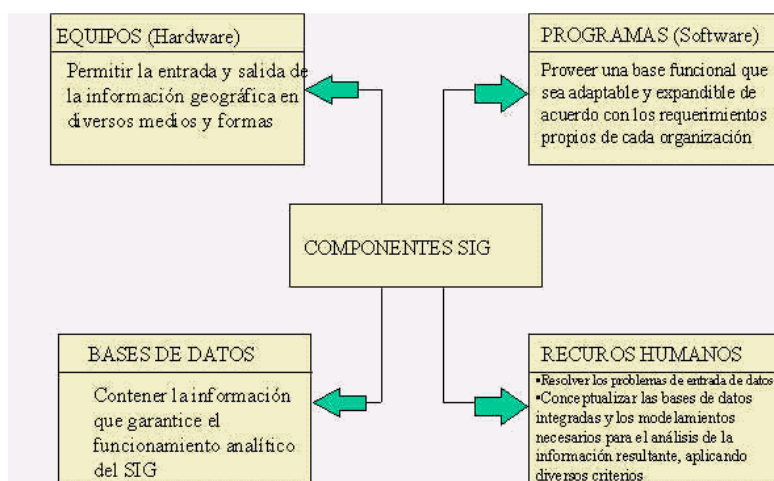 EQUIPOS (Hardware)
Permitir la entrada y salida de
la información geográfica en
diversos medios y formas
PROGRAMAS (Software)
Proveer una base funcional que
sea adaptable y expandible de
acuerdo con los requerimientos
propios de cada organización
COMPONENTES SIG
BASES DE DATOS
Contener la información
que garantice el
funcionamiento analítico
del SIG
RECUROS HUMANOS
•Resolver los problemas de entrada de datos
•Conceptualizar las bases de datos
integradas y los modelamientos
necesarios para el análisis de la
información resultante, aplicando
diversos criterios